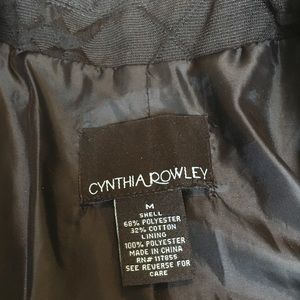 CYNTHIA ROWLEY
M
SHELL
68% POLYESTER
32% COTTON
LINING
100% POLYESTER
MADE IN CHINA
RN# 117855
SEE REVERSE FOR
CARE